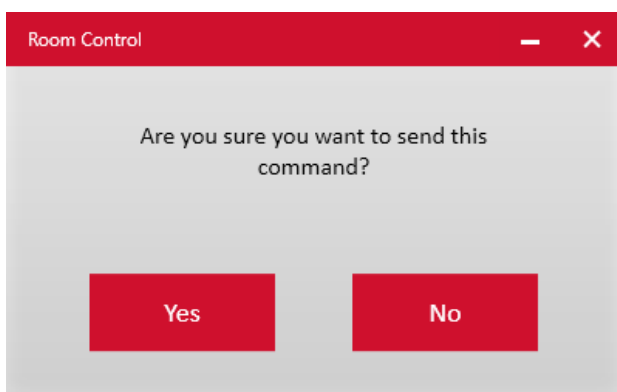 Room Control
Are you sure you want to send this
command?
Yes
No